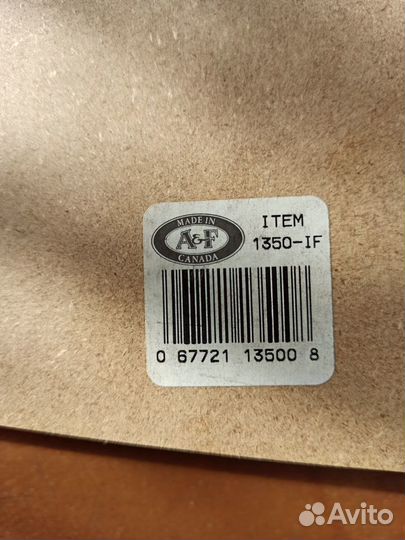 MADE IN
A&F
CANADA
ITEM
1350-IF
0 67721 13500 8
Avito